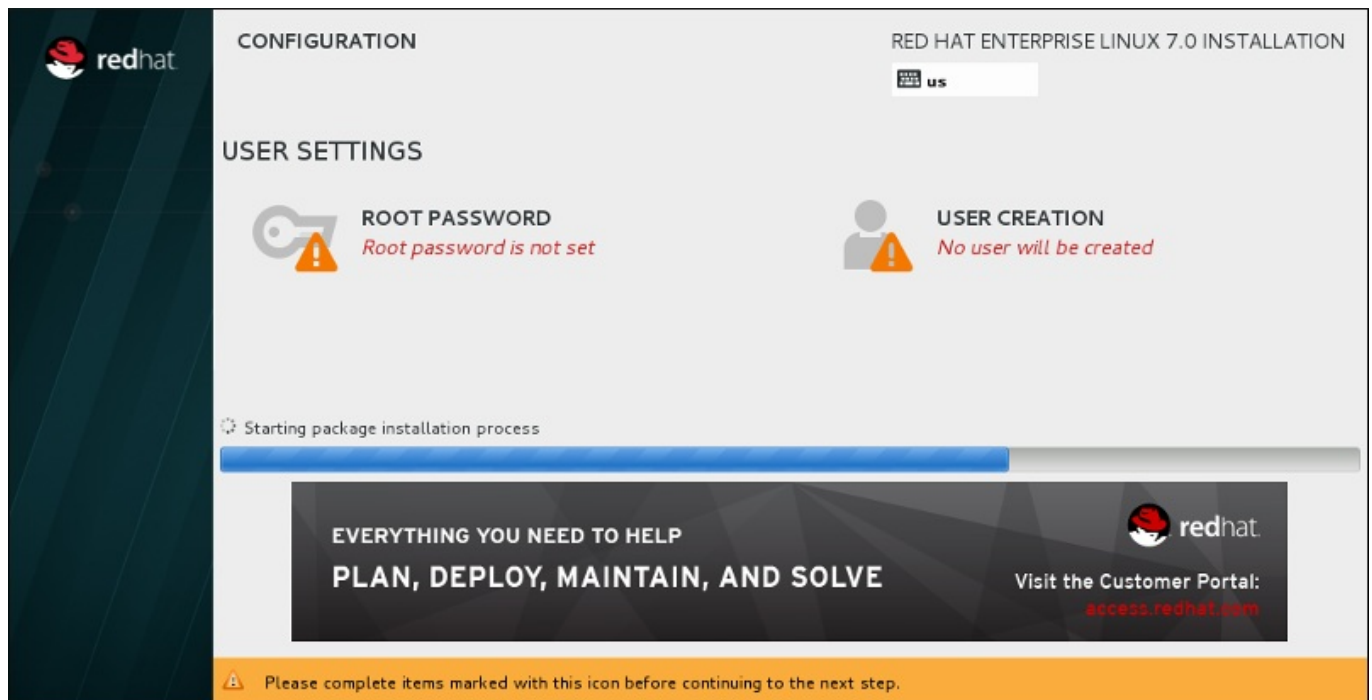 redhat
CONFIGURATION
RED HAT ENTERPRISE LINUX 7.0 INSTALLATION
us
USER SETTINGS
ROOT PASSWORD
Root password is not set
USER CREATION
No user will be created
Starting package installation process
EVERYTHING YOU NEED TO HELP
PLAN, DEPLOY, MAINTAIN, AND SOLVE
redhat
Visit the Customer Portal:
access.redhat.com
Please complete items marked with this icon before continuing to the next step.